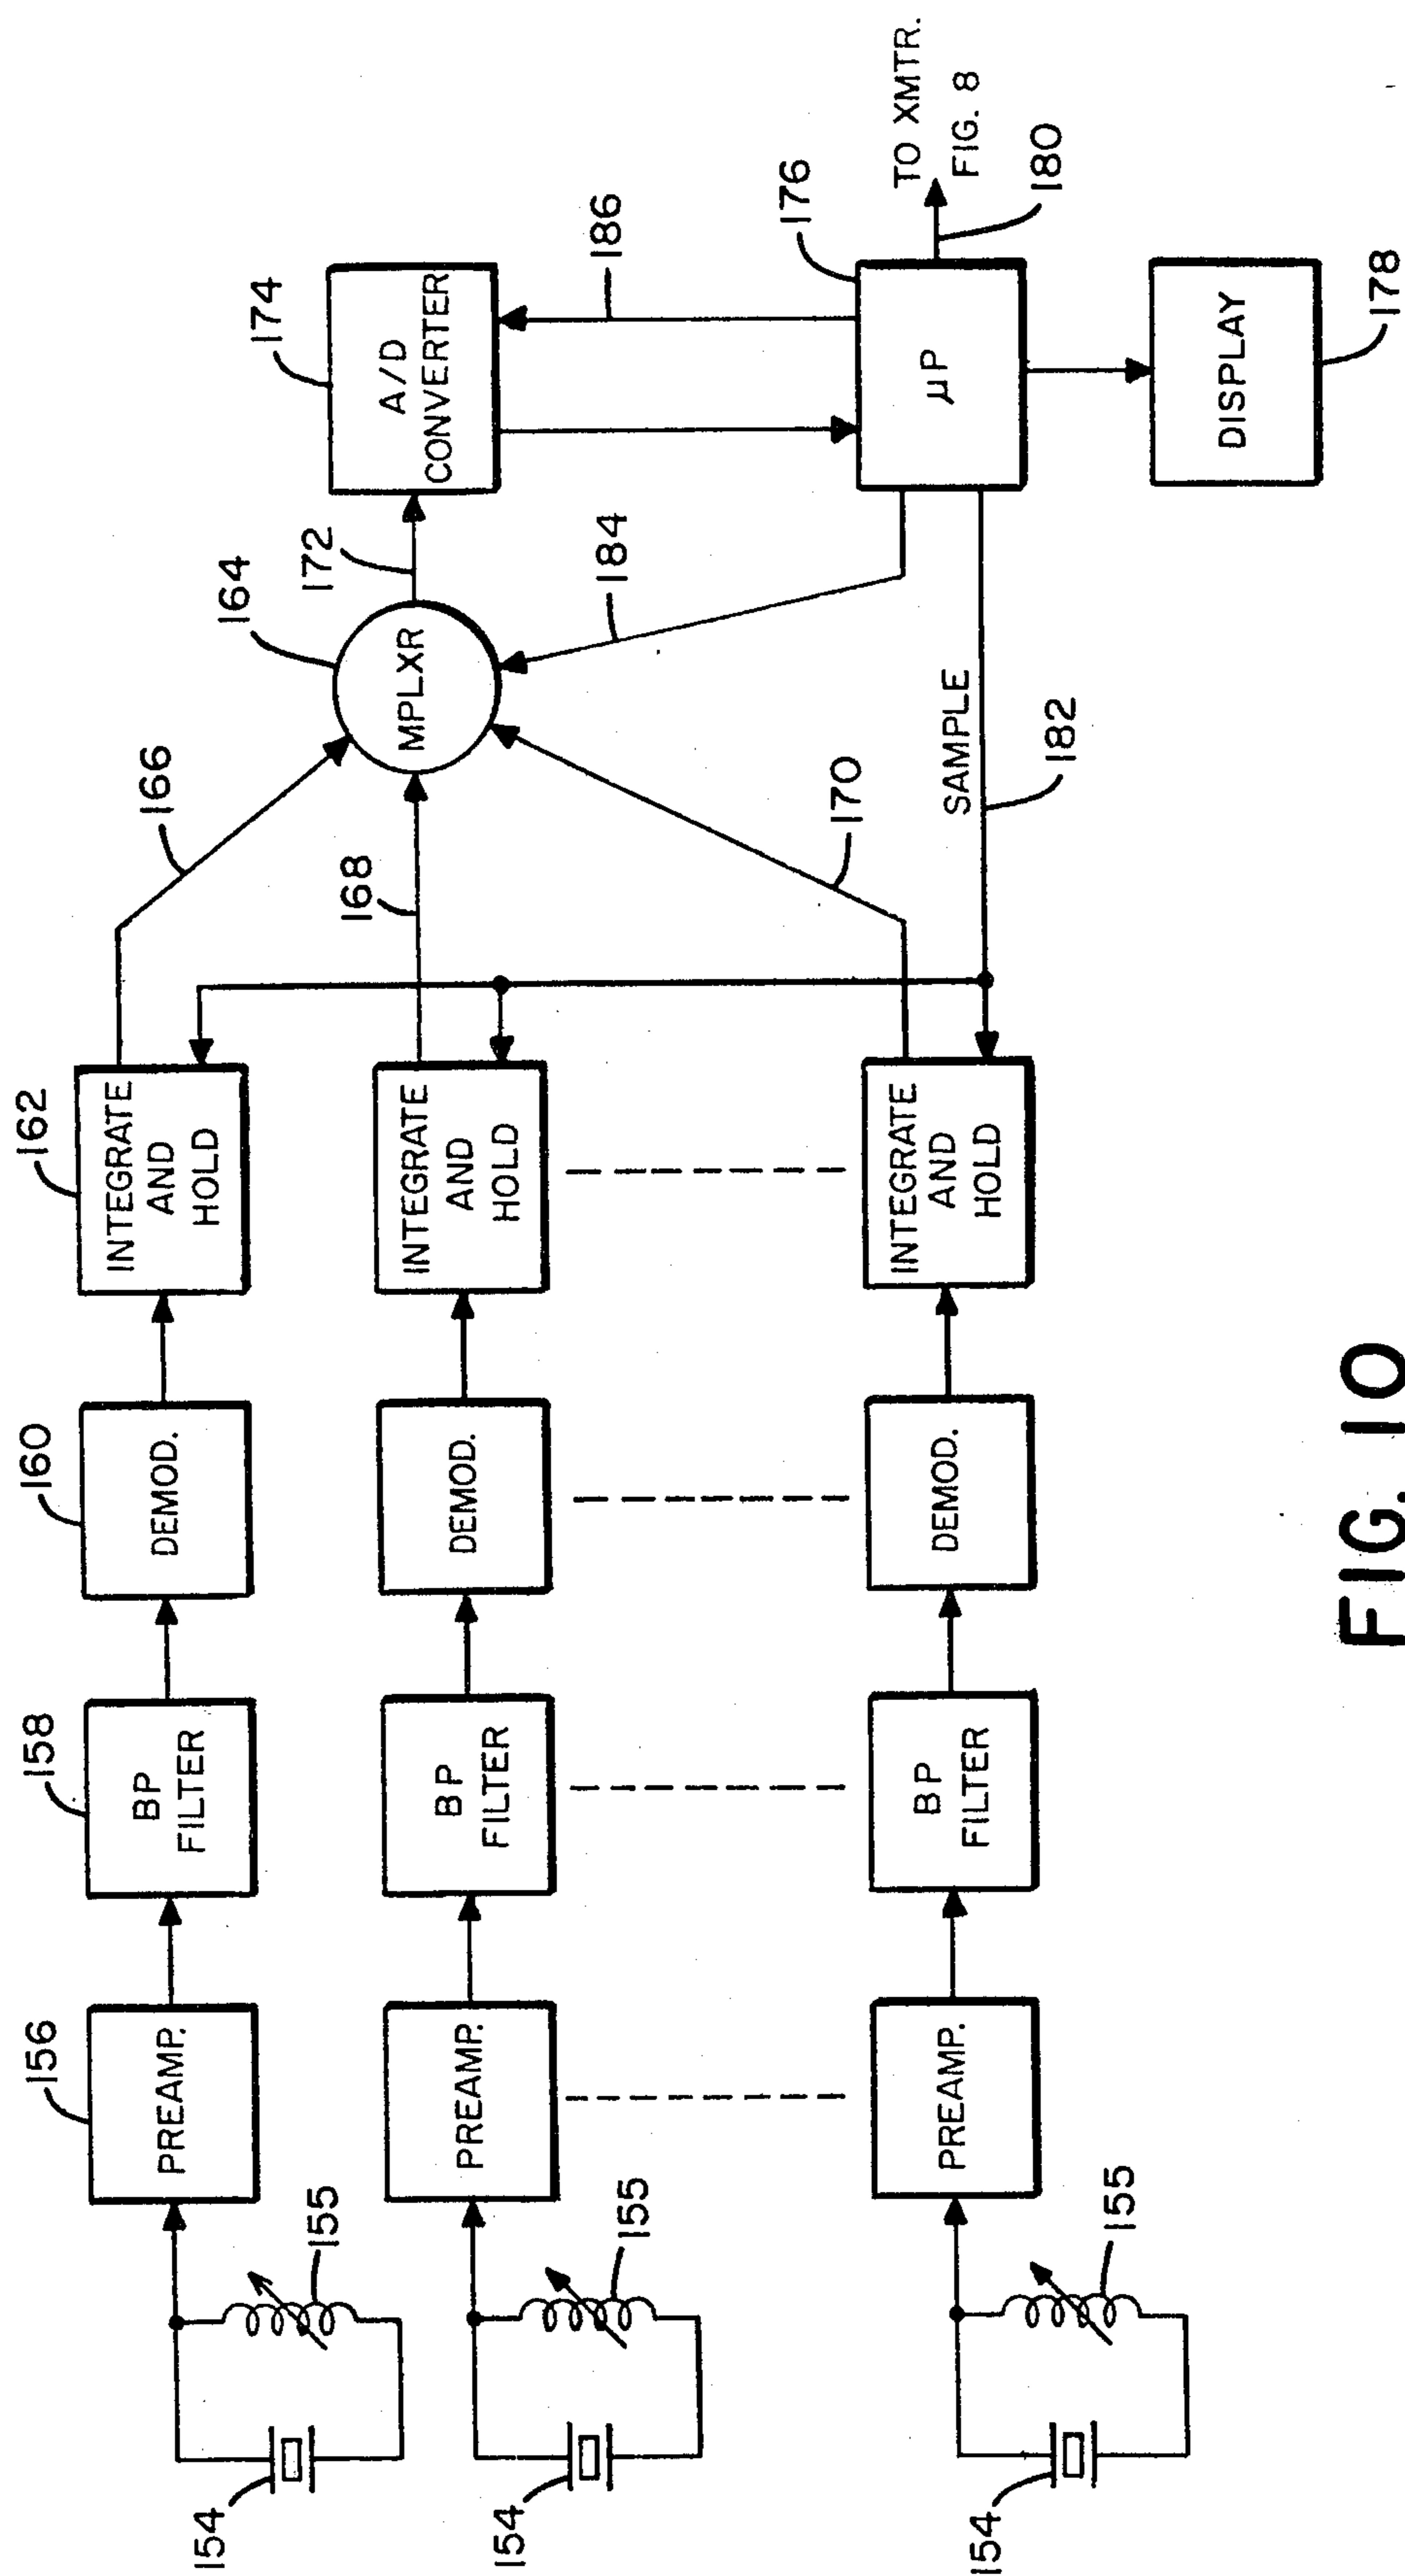 154
155
156
PREAMP.
158
BP
FILTER
160
DEMOD.
162
INTEGRATE
AND
HOLD
166
164
MPLXR
172
174
A/D
CONVERTER
154
155
PREAMP.
BP
FILTER
DEMOD.
INTEGRATE
AND
HOLD
168
184
186
154
155
PREAMP.
BP
FILTER
DEMOD.
INTEGRATE
AND
HOLD
170
SAMPLE
182
µP
176
180
TO XMTR.
FIG. 8
DISPLAY
178
FIG. 10